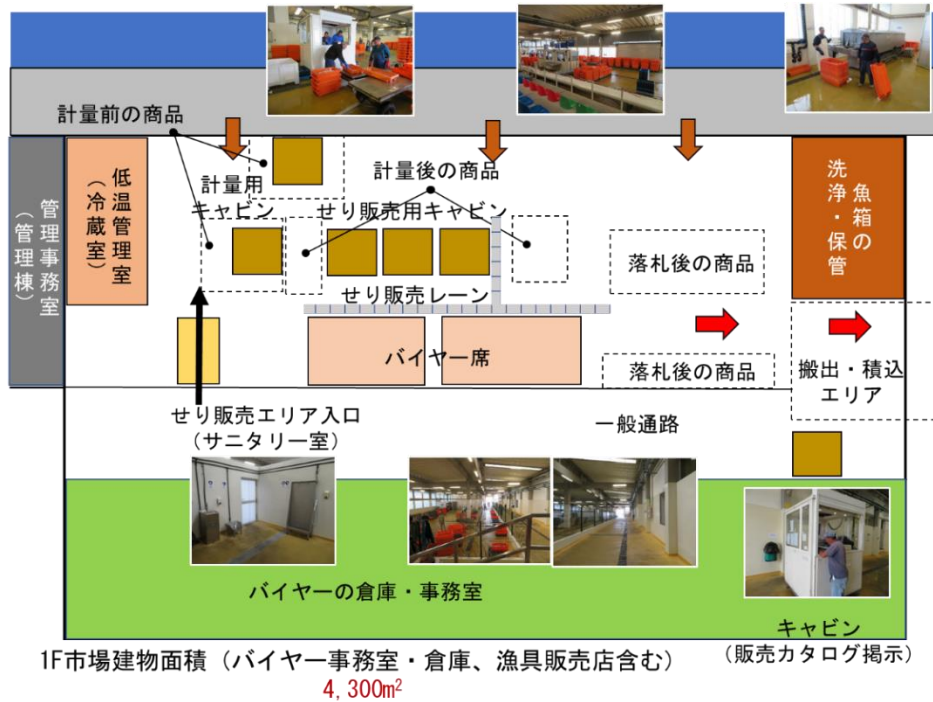 計量前の商品
計量用
キャビン
計量後の商品
せり販売用キャビン
低温管理室
(冷蔵室)
管理事務室
(管理棟)
魚箱の
洗浄・保管
落札後の商品
せり販売レーン
バイヤー席
落札後の商品
搬出・積込
エリア
せり販売エリア入口
(サニタリー室)
一般通路
バイヤーの倉庫・事務室
キャビン
(販売カタログ掲示)
1F市場建物面積(バイヤー事務室・倉庫、漁具販売店含む)
4,300m²